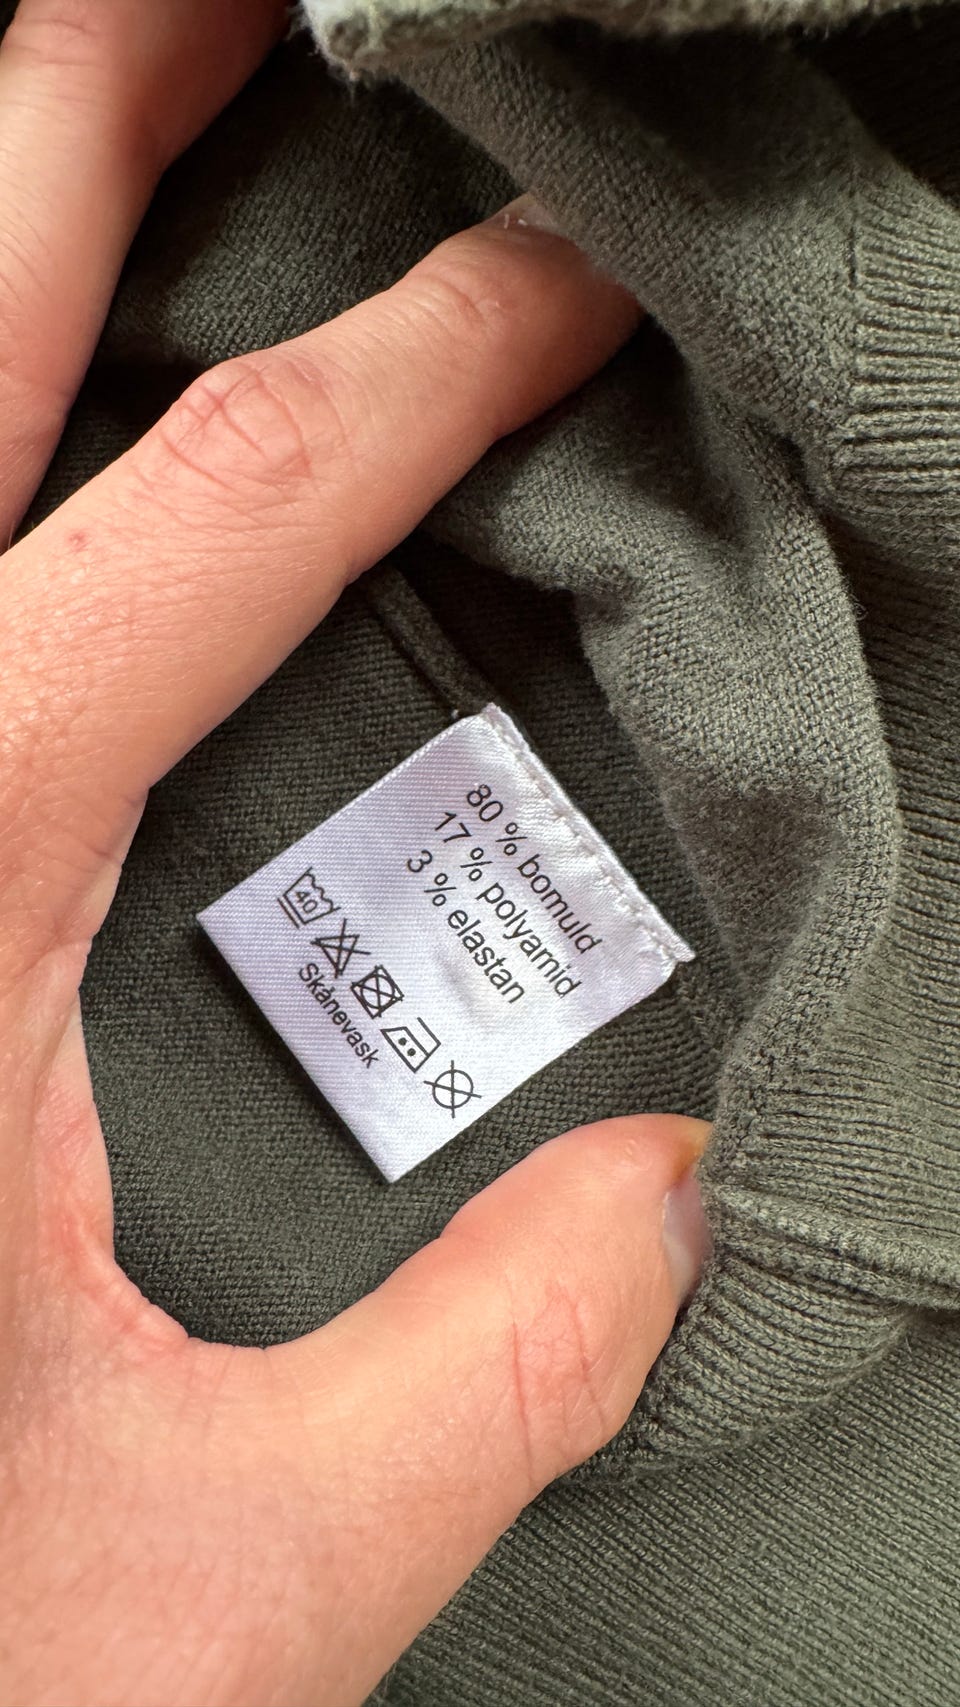 80 % bomuld
17 % polyamid
3 % elastan
40
Skånevask